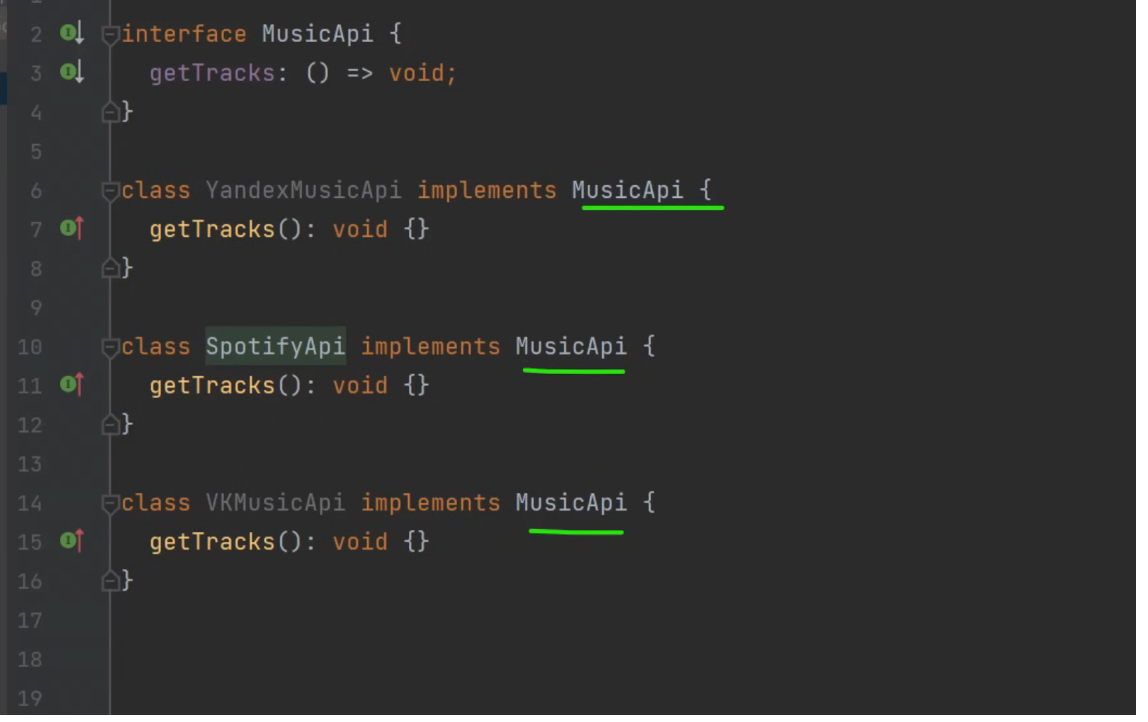 2 interface MusicApi {
3 getTracks: () => void;
4 }
5
6 class YandexMusicApi implements MusicApi {
7 getTracks(): void {}
8 }
9
10 class SpotifyApi implements MusicApi {
11 getTracks(): void {}
12 }
13
14 class VKMusicApi implements MusicApi {
15 getTracks(): void {}
16 }
17
18
19